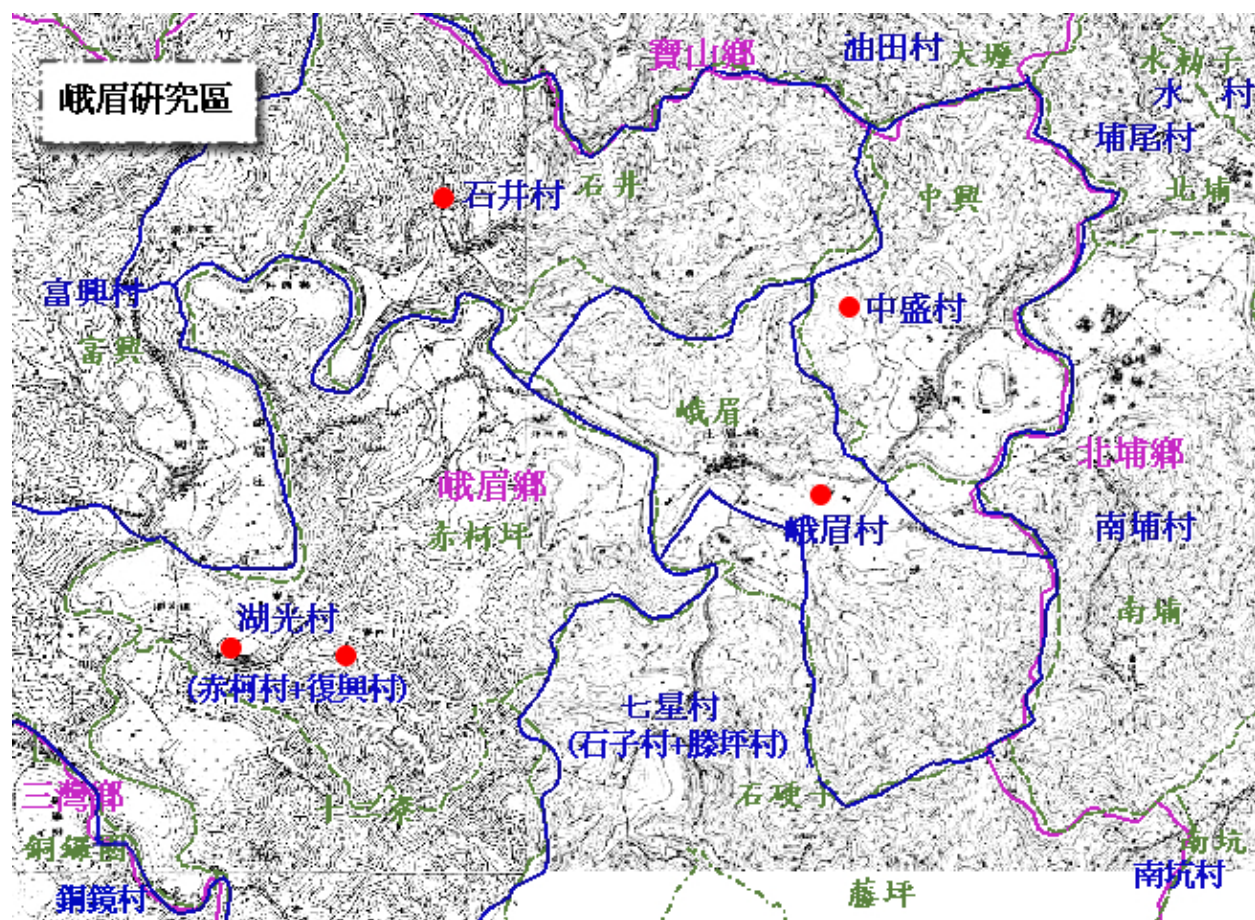 峨眉研究區
寶山鄉
油田村
大壢
水 村
埔尾村
石井村
石井
中興
北埔
富興村
富興
中盛村
峨眉
峨眉鄉
北埔鄉
赤柯坪
峨眉村
南埔村
南埔
湖光村
(赤柯村+復興村)
七星村
(石子村+滕坪村)
石硬子
三灣鄉
十二寮
銅鑼圈
南坑
南坑村
銅鏡村
藤坪